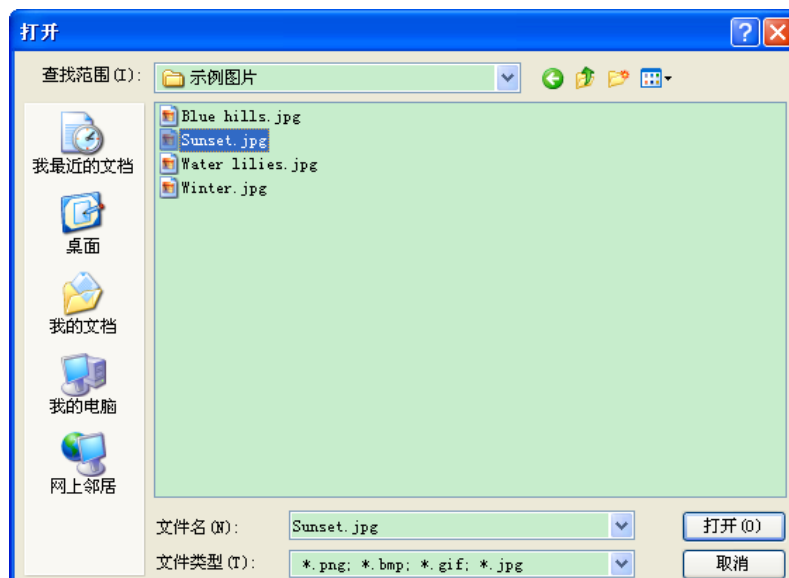 打开
查找范围(I):
示例图片
Blue hills.jpg
Sunset.jpg
Water lilies.jpg
Winter.jpg
我最近的文档
桌面
我的文档
我的电脑
网上邻居
文件名(N):
Sunset.jpg
打开(O)
文件类型(T):
*.png; *.bmp; *.gif; *.jpg
取消